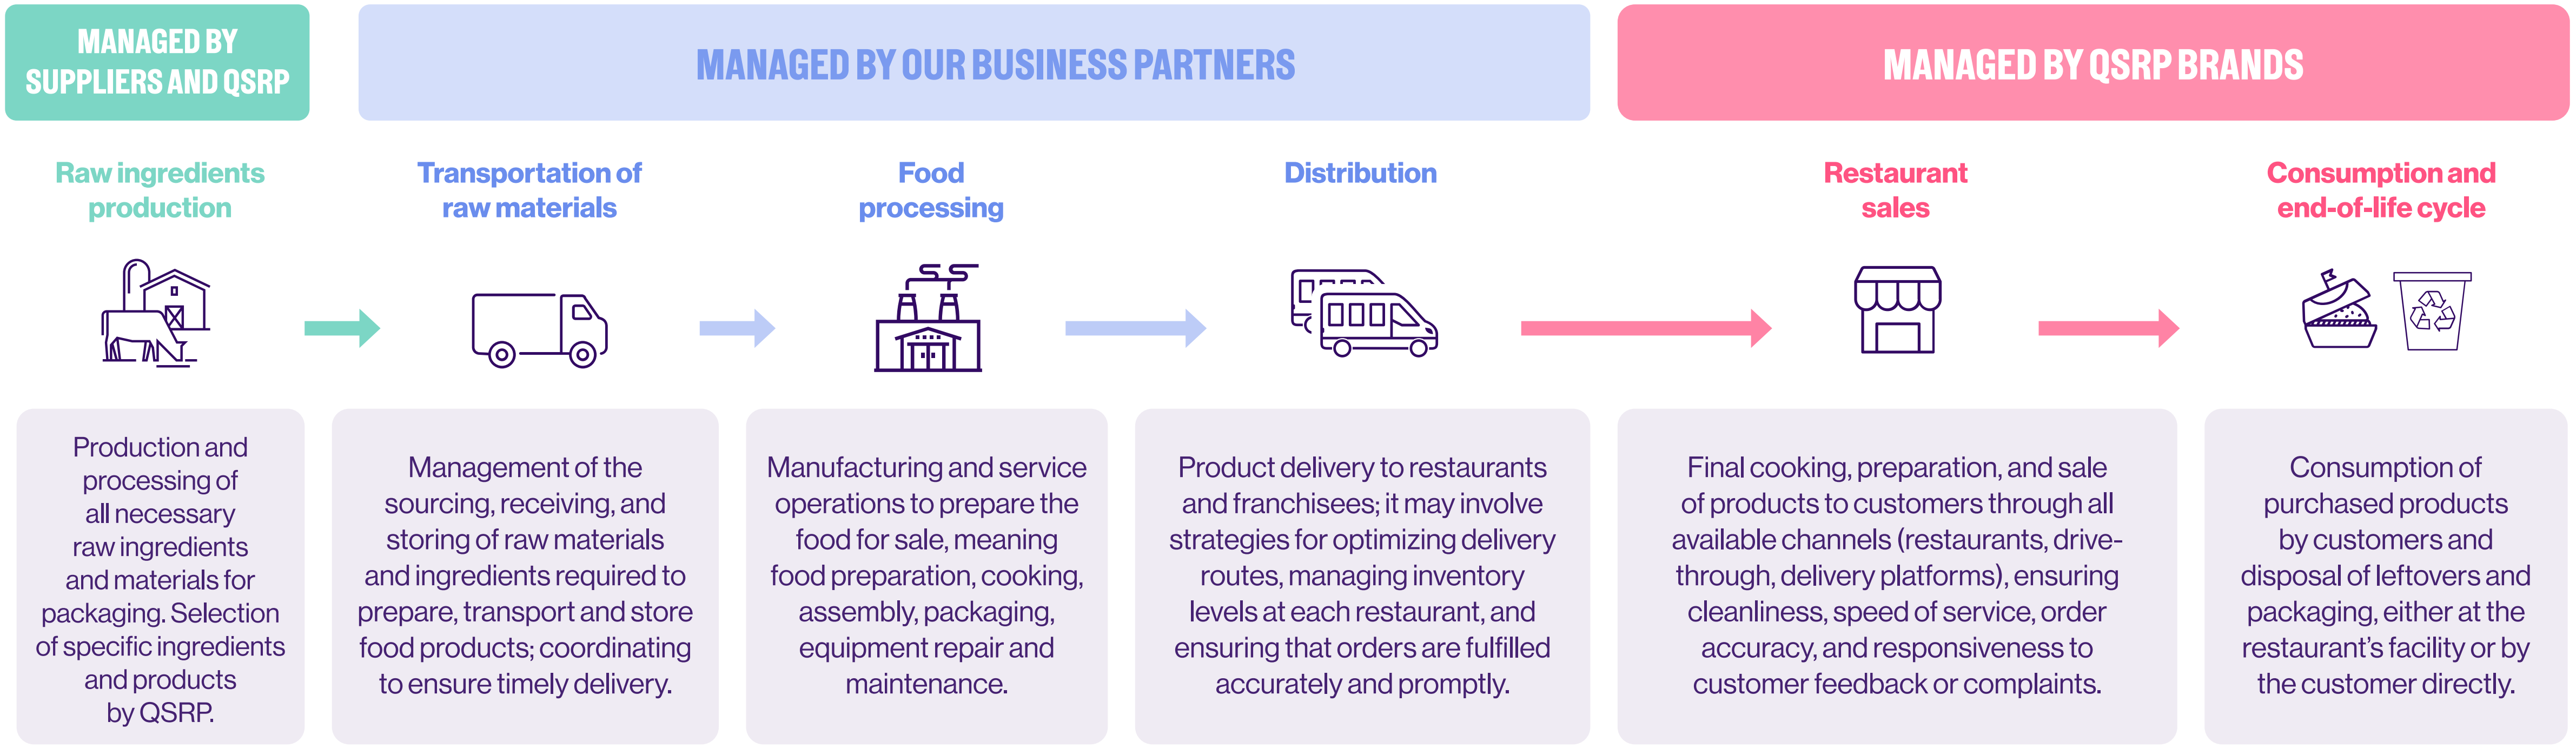 MANAGED BY
SUPPLIERS AND QSRP
MANAGED BY OUR BUSINESS PARTNERS
MANAGED BY QSRP BRANDS
Raw ingredients
production
Transportation of
raw materials
Food
processing
Distribution
Restaurant
sales
Consumption and
end-of-life cycle
Production and
processing of
all necessary
raw ingredients
and materials for
packaging. Selection
of specific ingredients
and products
by QSRP.
Management of the
sourcing, receiving, and
storing of raw materials
and ingredients required to
prepare, transport and store
food products; coordinating
to ensure timely delivery.
Manufacturing and service
operations to prepare the
food for sale, meaning
food preparation, cooking,
assembly, packaging,
equipment repair and
maintenance.
Product delivery to restaurants
and franchisees; it may involve
strategies for optimizing delivery
routes, managing inventory
levels at each restaurant, and
ensuring that orders are fulfilled
accurately and promptly.
Final cooking, preparation, and sale
of products to customers through all
available channels (restaurants, drive-
through, delivery platforms), ensuring
cleanliness, speed of service, order
accuracy, and responsiveness to
customer feedback or complaints.
Consumption of
purchased products
by customers and
disposal of leftovers and
packaging, either at the
restaurant’s facility or by
the customer directly.